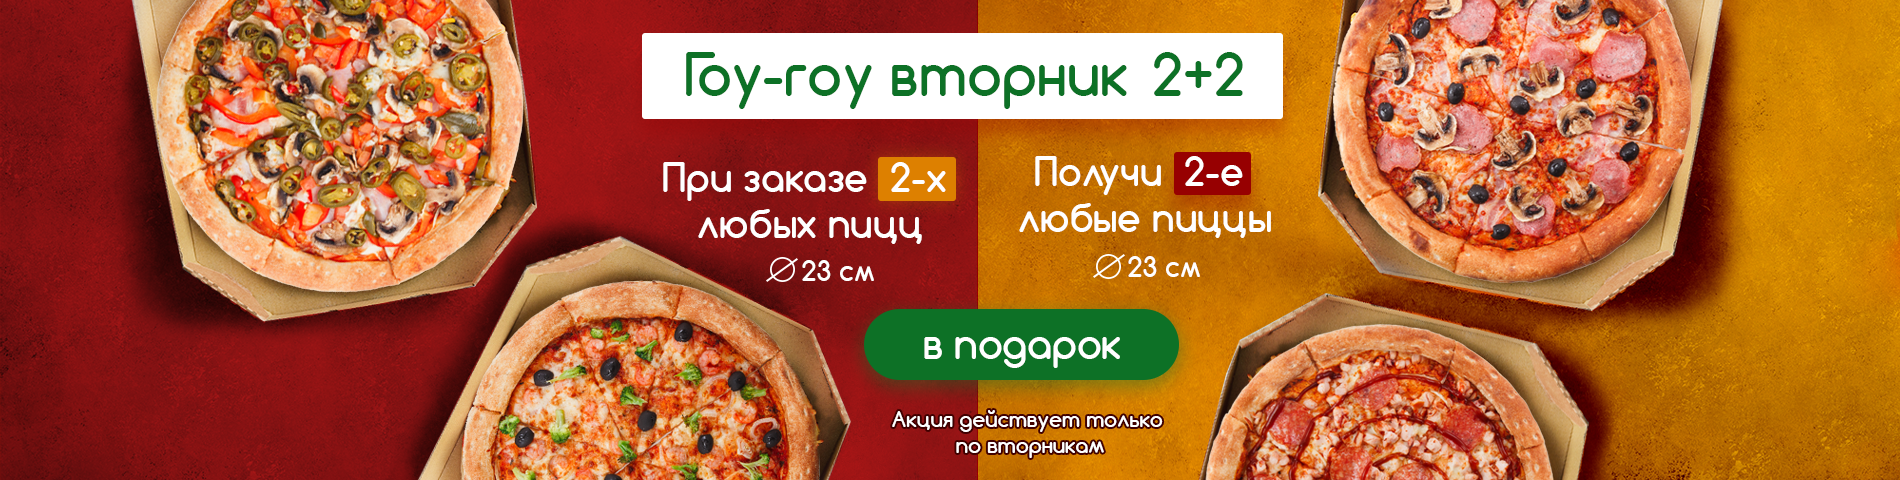 Гоу-гоу вторник 2+2
При заказе 2-х
любых пицц
⌀ 23 см
Получи 2-е
любые пиццы
⌀ 23 см
в подарок
Акция действует только
по вторникам